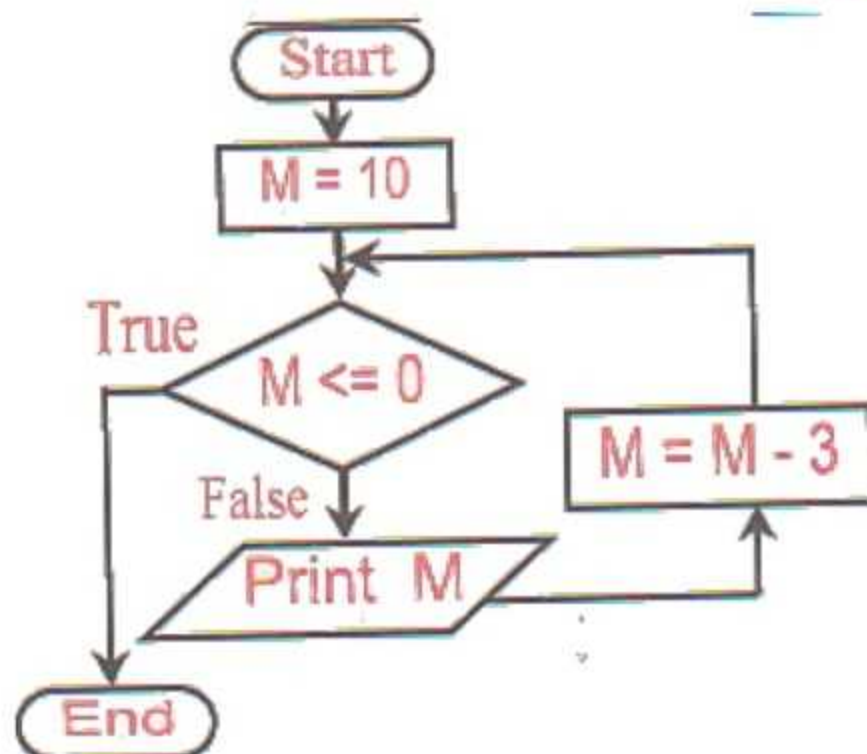 Start
M = 10
True
M <= 0
M = M - 3
False
Print M
End